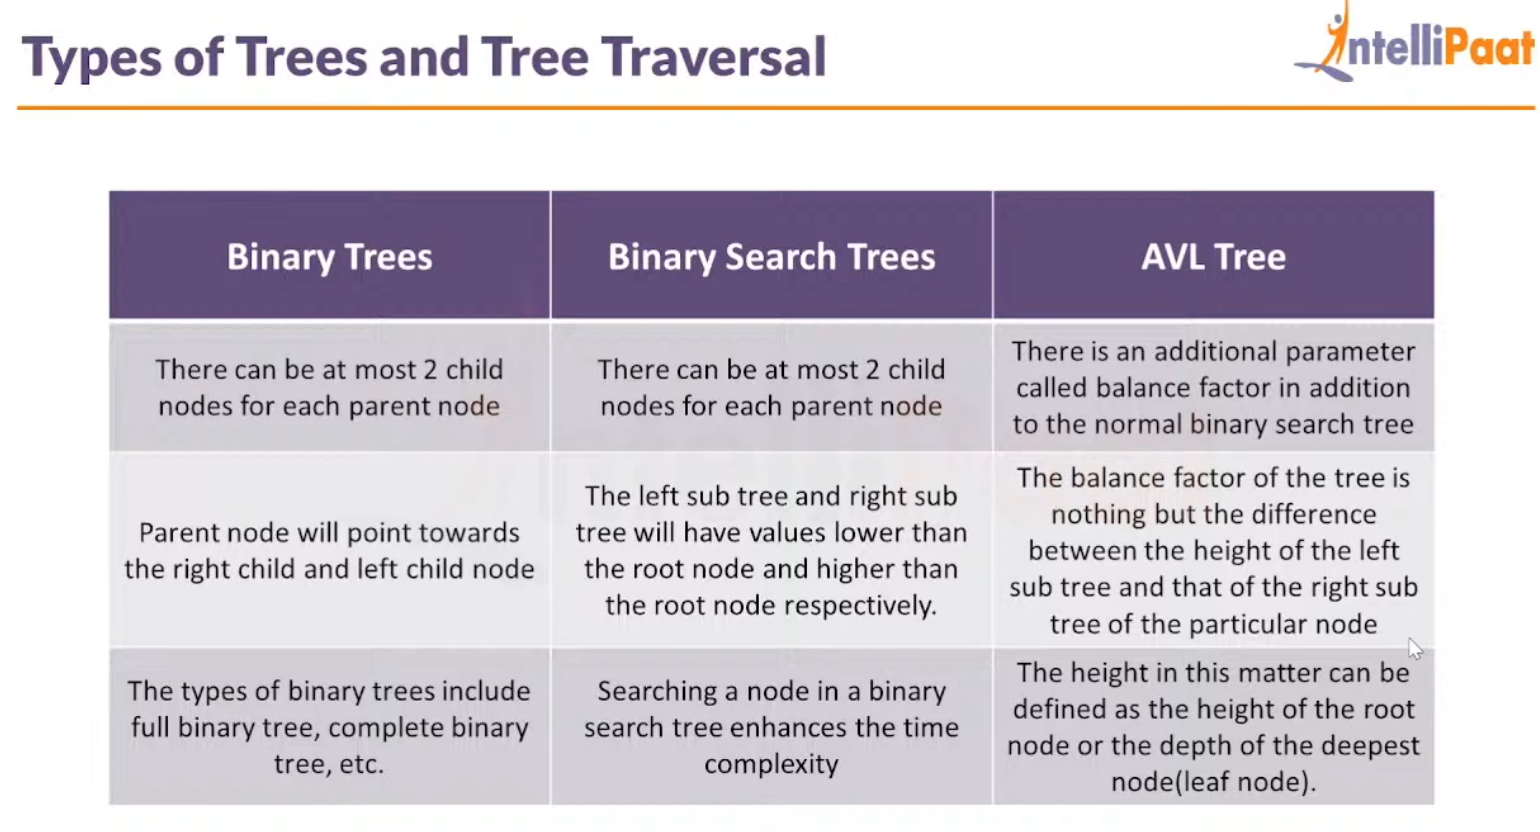 Types of Trees and Tree Traversal
IntelliPaat
Binary Trees
Binary Search Trees
AVL Tree
There can be at most 2 child
nodes for each parent node
There can be at most 2 child
nodes for each parent node
There is an additional parameter
called balance factor in addition
to the normal binary search tree
Parent node will point towards
the right child and left child node
The left sub tree and right sub
tree will have values lower than
the root node and higher than
the root node respectively.
The balance factor of the tree is
nothing but the difference
between the height of the left
sub tree and that of the right sub
tree of the particular node
The types of binary trees include
full binary tree, complete binary
tree, etc.
Searching a node in a binary
search tree enhances the time
complexity
The height in this matter can be
defined as the height of the root
node or the depth of the deepest
node(leaf node).